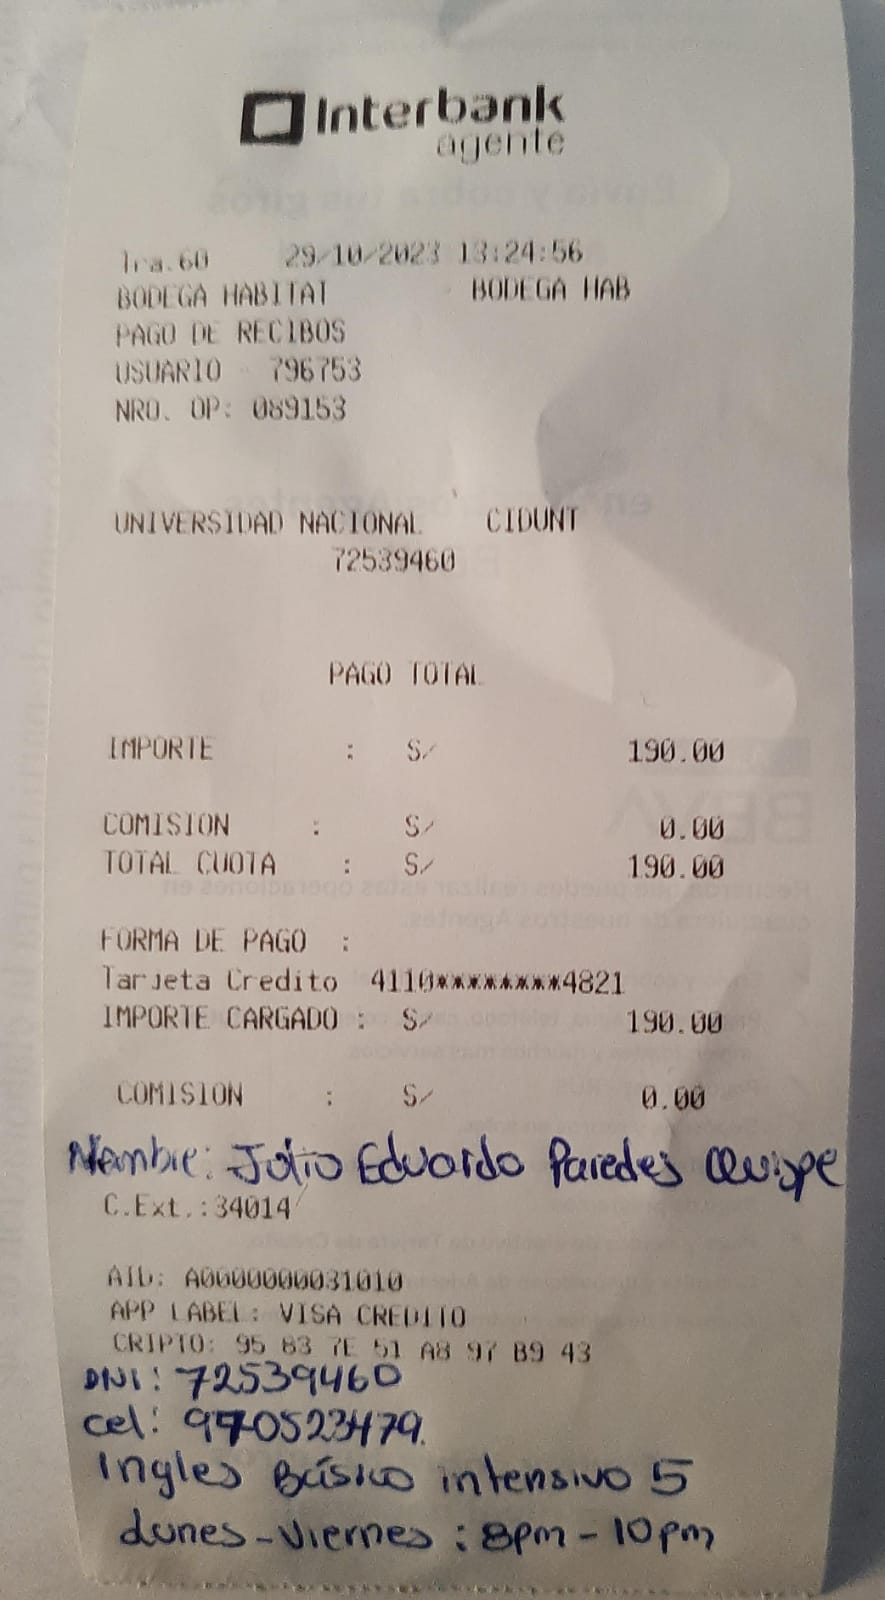 Interbank
agente
Tra.60 29/10/2023 13:24:56
BODEGA HABITAT - BODEGA HAB
PAGO DE RECIBOS
USUARIO - 796753
NRO. OP: 089153
UNIVERSIDAD NACIONAL CIDUNT
72539460
PAGO TOTAL
IMPORTE : S/ 190.00
COMISION : S/ 0.00
TOTAL CUOTA : S/ 190.00
FORMA DE PAGO :
Tarjeta Credito 4110********4821
IMPORTE CARGADO : S/ 190.00
COMISION : S/ 0.00
Nombre: Julio Eduardo Paredes Quispe
C.Ext.:34014
AID: A0000000031010
APP LABEL: VISA CREDITO
CRIPTO: 95 83 7E 51 A8 97 B9 43
DNI: 72539460
cel: 970523479.
Ingles Básico intensivo 5
Lunes-Viernes: 8pm-10pm